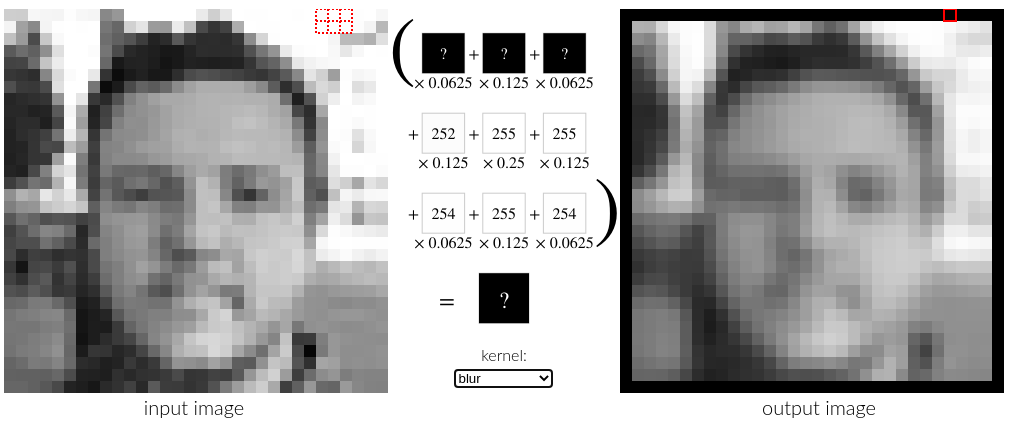 ( ? + ? + ?
× 0.0625 × 0.125 × 0.0625
+ 252 + 255 + 255
× 0.125 × 0.25 × 0.125
+ 254 + 255 + 254 )
× 0.0625 × 0.125 × 0.0625
= ?
kernel:
blur
input image
output image